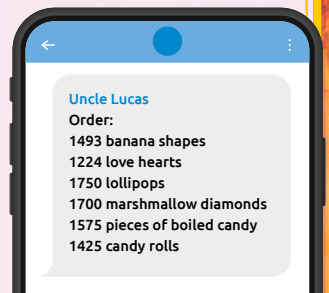 Uncle Lucas
Order:
1493 banana shapes
1224 love hearts
1750 lollipops
1700 marshmallow diamonds
1575 pieces of boiled candy
1425 candy rolls